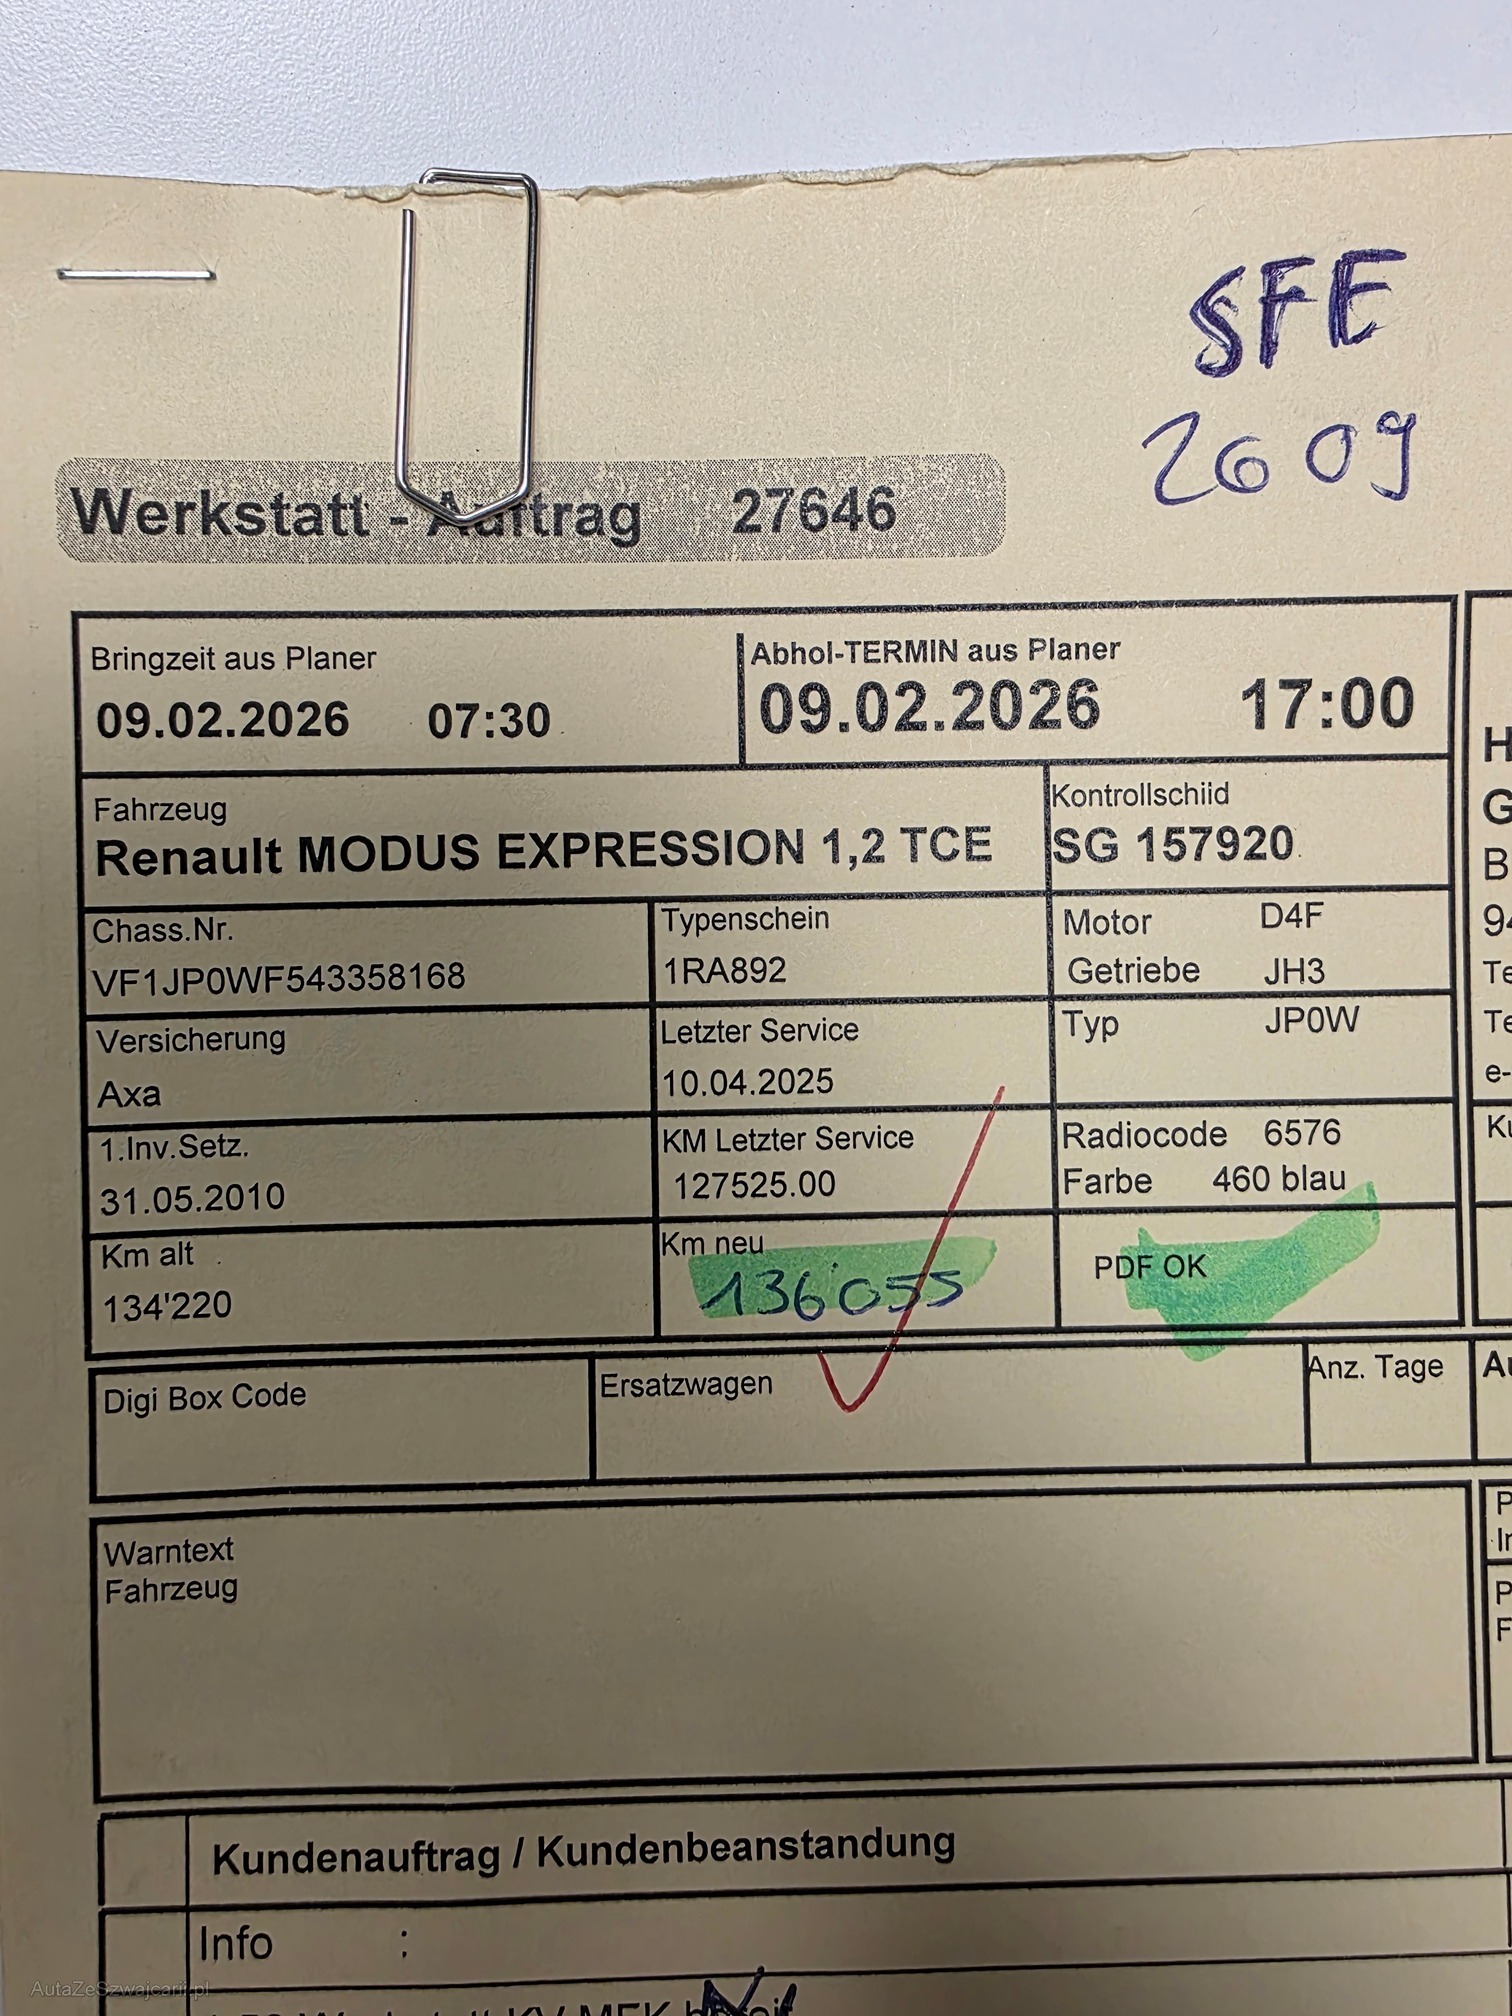 SFE
2609
Werkstatt - Auftrag 27646
Bringzeit aus Planer
09.02.2026 07:30
Abhol-TERMIN aus Planer
09.02.2026 17:00
Fahrzeug
Renault MODUS EXPRESSION 1,2 TCE
Kontrollschild
SG 157920
Chass.Nr.
VF1JP0WF543358168
Typenschein
1RA892
Motor D4F
Getriebe JH3
Versicherung
Axa
Letzter Service
10.04.2025
Typ JP0W
1.Inv.Setz.
31.05.2010
KM Letzter Service
127525.00
Radiocode 6576
Farbe 460 blau
Km alt
134'220
Km neu
136'055
PDF OK
Digi Box Code
Ersatzwagen
Anz. Tage
Warntext
Fahrzeug
Kundenauftrag / Kundenbeanstandung
Info :
AutaZeSzwajcarii.pl